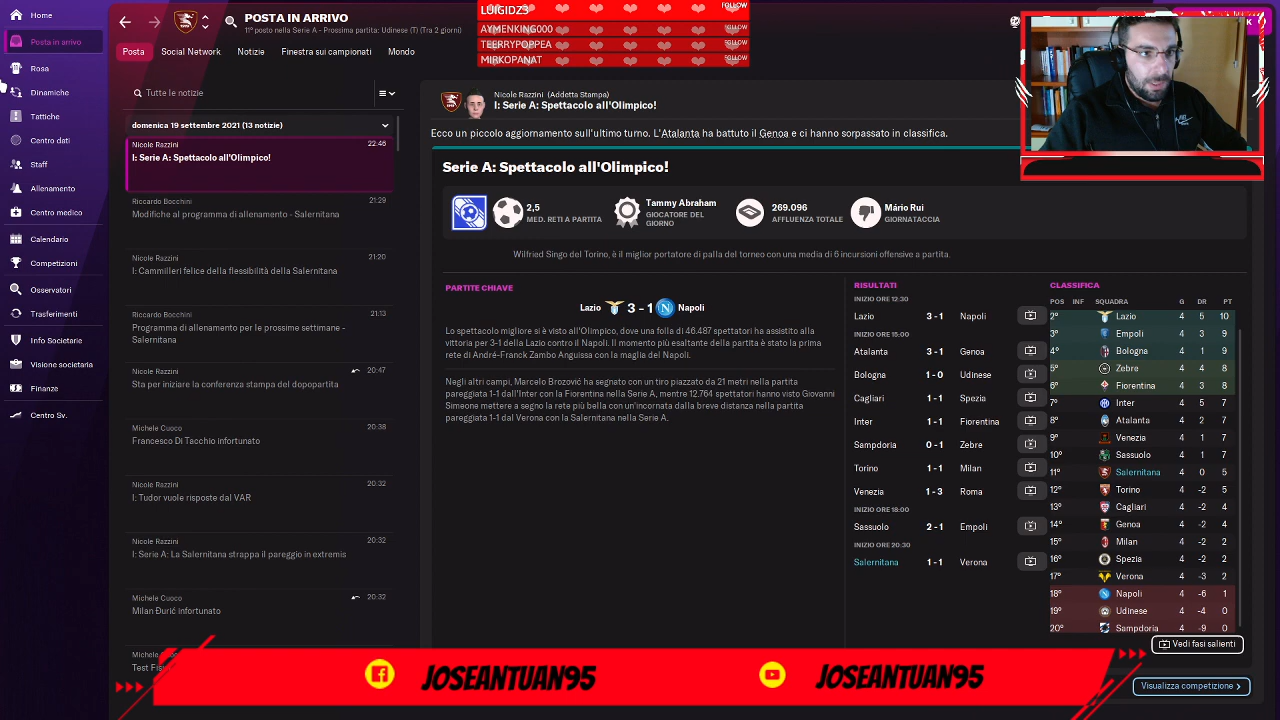 LUIGIDZ3
FOLLOW
AYMENKING000
FOLLOW
TEERRYPOPPEA
FOLLOW
MIRKOPANAT
FOLLOW
Home
Posta in arrivo
Rosa
Dinamiche
Tattiche
Centro dati
Staff
Allenamento
Centro medico
Calendario
Competizioni
Osservatori
Trasferimenti
Info Societarie
Visione societaria
Finanze
Centro Sv.
POSTA IN ARRIVO
11° posto nella Serie A - Prossima partita: Udinese (T) (Tra 2 giorni)
Posta
Social Network
Notizie
Finestra sui campionati
Mondo
Tutte le notizie
domenica 19 settembre 2021 (13 notizie)
Nicole Razzini 22:46
I: Serie A: Spettacolo all'Olimpico!
Riccardo Bocchini 21:29
Modifiche al programma di allenamento - Salernitana
Nicole Razzini 21:20
I: Cammilleri felice della flessibilità della Salernitana
Riccardo Bocchini 21:13
Programma di allenamento per le prossime settimane -
Salernitana
Nicole Razzini 20:47
Sta per iniziare la conferenza stampa del dopopartita
Michele Cuoco 20:38
Francesco Di Tacchio infortunato
Nicole Razzini 20:32
I: Tudor vuole risposte dal VAR
Nicole Razzini 20:32
I: Serie A: La Salernitana strappa il pareggio in extremis
Michele Cuoco 20:32
Milan Đurić infortunato
Nicole Razzini (Addetta Stampa)
I: Serie A: Spettacolo all'Olimpico!
Ecco un piccolo aggiornamento sull'ultimo turno. L'Atalanta ha battuto il Genoa e ci hanno sorpassato in classifica.
Serie A: Spettacolo all'Olimpico!
2,5
MED. RETI A PARTITA
Tammy Abraham
GIOCATORE DEL
GIORNO
269.096
AFFLUENZA TOTALE
Mário Rui
GIORNATACCIA
Wilfried Singo del Torino, è il miglior portatore di palla del torneo con una media di 6 incursioni offensive a partita.
PARTITE CHIAVE
Lazio 3 - 1 Napoli
Lo spettacolo migliore si è visto all'Olimpico, dove una folla di 46.487 spettatori ha assistito alla
vittoria per 3-1 della Lazio contro il Napoli. Il momento più esaltante della partita è stato la prima
rete di André-Franck Zambo Anguissa con la maglia del Napoli.
Negli altri campi, Marcelo Brozović ha segnato con un tiro piazzato da 21 metri nella partita
pareggiata 1-1 dall'Inter con la Fiorentina nella Serie A, mentre 12.764 spettatori hanno visto Giovanni
Simeone mettere a segno la rete più bella con un'incornata dalla breve distanza nella partita
pareggiata 1-1 dal Verona con la Salernitana nella Serie A.
RISULTATI
INIZIO ORE 12:30
Lazio 3 - 1 Napoli
INIZIO ORE 15:00
Atalanta 3 - 1 Genoa
Bologna 1 - 0 Udinese
Cagliari 1 - 1 Spezia
Inter 1 - 1 Fiorentina
Sampdoria 0 - 1 Zebre
Torino 1 - 1 Milan
Venezia 1 - 3 Roma
INIZIO ORE 18:00
Sassuolo 2 - 1 Empoli
INIZIO ORE 20:30
Salernitana 1 - 1 Verona
CLASSIFICA
POS INF SQUADRA G DR PT
2° Lazio 4 5 10
3° Empoli 4 3 9
4° Bologna 4 1 9
5° Zebre 4 4 8
6° Fiorentina 4 3 8
7° Inter 4 5 7
8° Atalanta 4 2 7
9° Venezia 4 1 7
10° Sassuolo 4 1 7
11° Salernitana 4 0 5
12° Torino 4 -2 5
13° Cagliari 4 -2 4
14° Genoa 4 -2 4
15° Milan 4 -2 2
16° Spezia 4 -2 2
17° Verona 4 -3 2
18° Napoli 4 -6 1
19° Udinese 4 -4 0
20° Sampdoria 4 -9 0
Vedi fasi salienti
Visualizza competizione
JOSEANTUAN95
JOSEANTUAN95